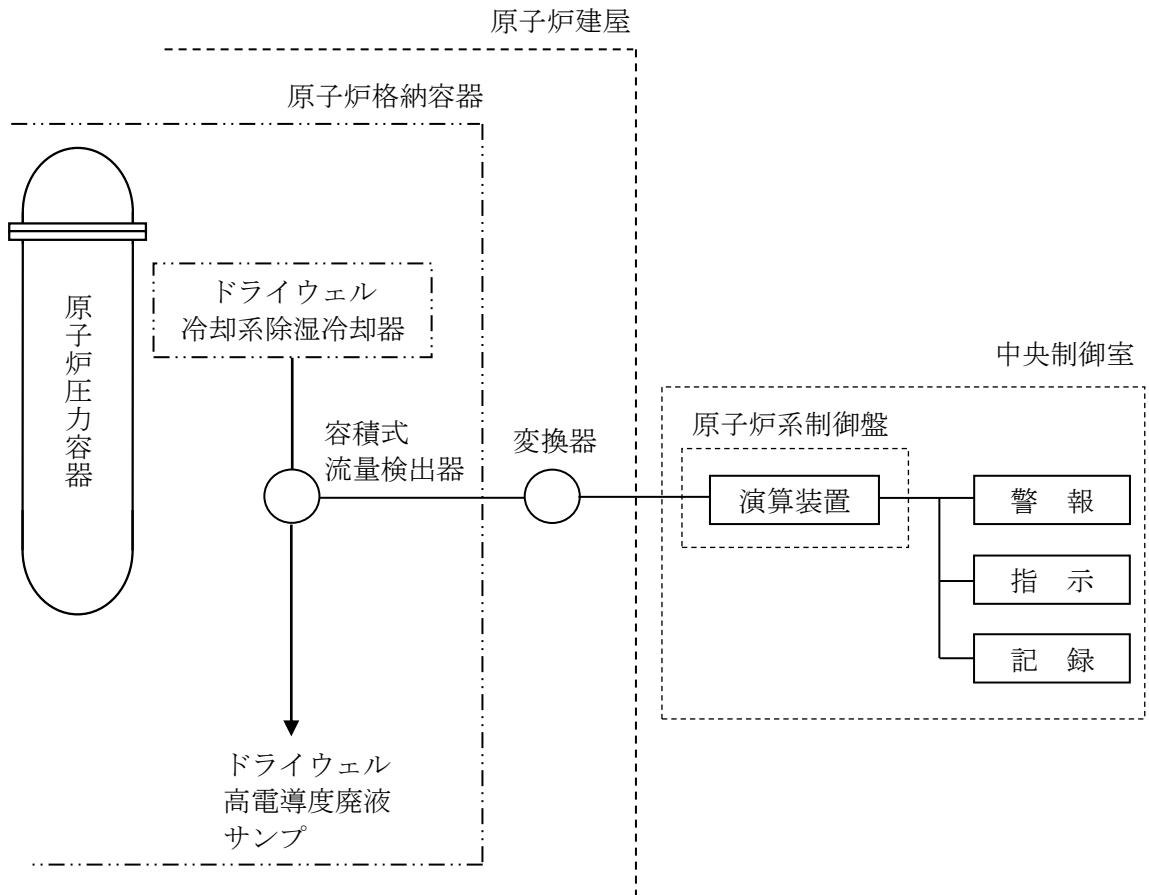 原子炉建屋
原子炉格納容器
原子炉圧力容器
ドライウェル
冷却系除湿冷却器
容積式
流量検出器
変換器
中央制御室
原子炉系制御盤
演算装置
警　報
指　示
記　録
ドライウェル
高電導度廃液
サンプ